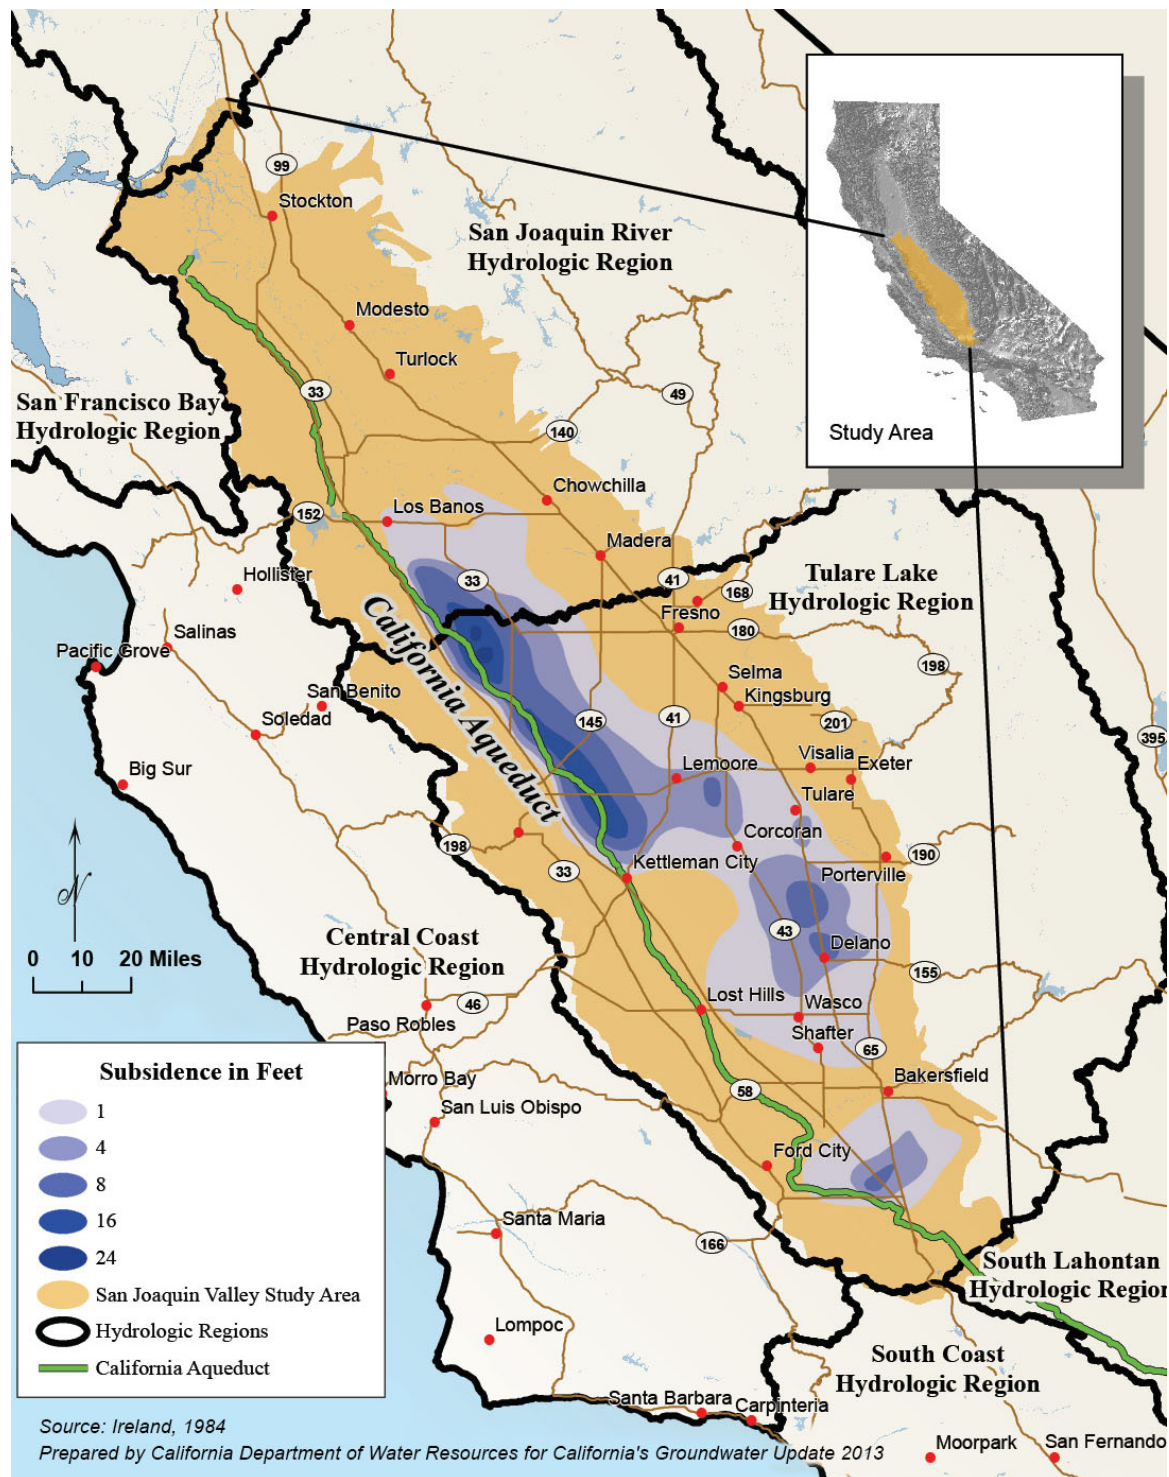 99
Stockton
San Joaquin River
Hydrologic Region
Modesto
Turlock
33
49
San Francisco Bay
Hydrologic Region
140
Study Area
Chowchilla
152
Los Banos
Madera
Hollister
33
41
168
Tulare Lake
Hydrologic Region
Fresno
180
Salinas
Pacific Grove
California Aqueduct
198
San Benito
Selma
Kingsburg
Soledad
145
41
201
395
Big Sur
Lemoore
Visalia
Exeter
Tulare
N
198
Corcoran
Kettleman City
190
Porterville
33
0 10 20 Miles
Central Coast
Hydrologic Region
43
Delano
155
46
Lost Hills
Wasco
Paso Robles
Shafter
65
Subsidence in Feet
1
4
8
16
24
San Joaquin Valley Study Area
Hydrologic Regions
California Aqueduct
Morro Bay
58
Bakersfield
San Luis Obispo
Ford City
Santa Maria
166
South Lahontan
Hydrologic Region
Lompoc
South Coast
Hydrologic Region
Santa Barbara
Carpinteria
Moorpark
San Fernando
Source: Ireland, 1984
Prepared by California Department of Water Resources for California's Groundwater Update 2013